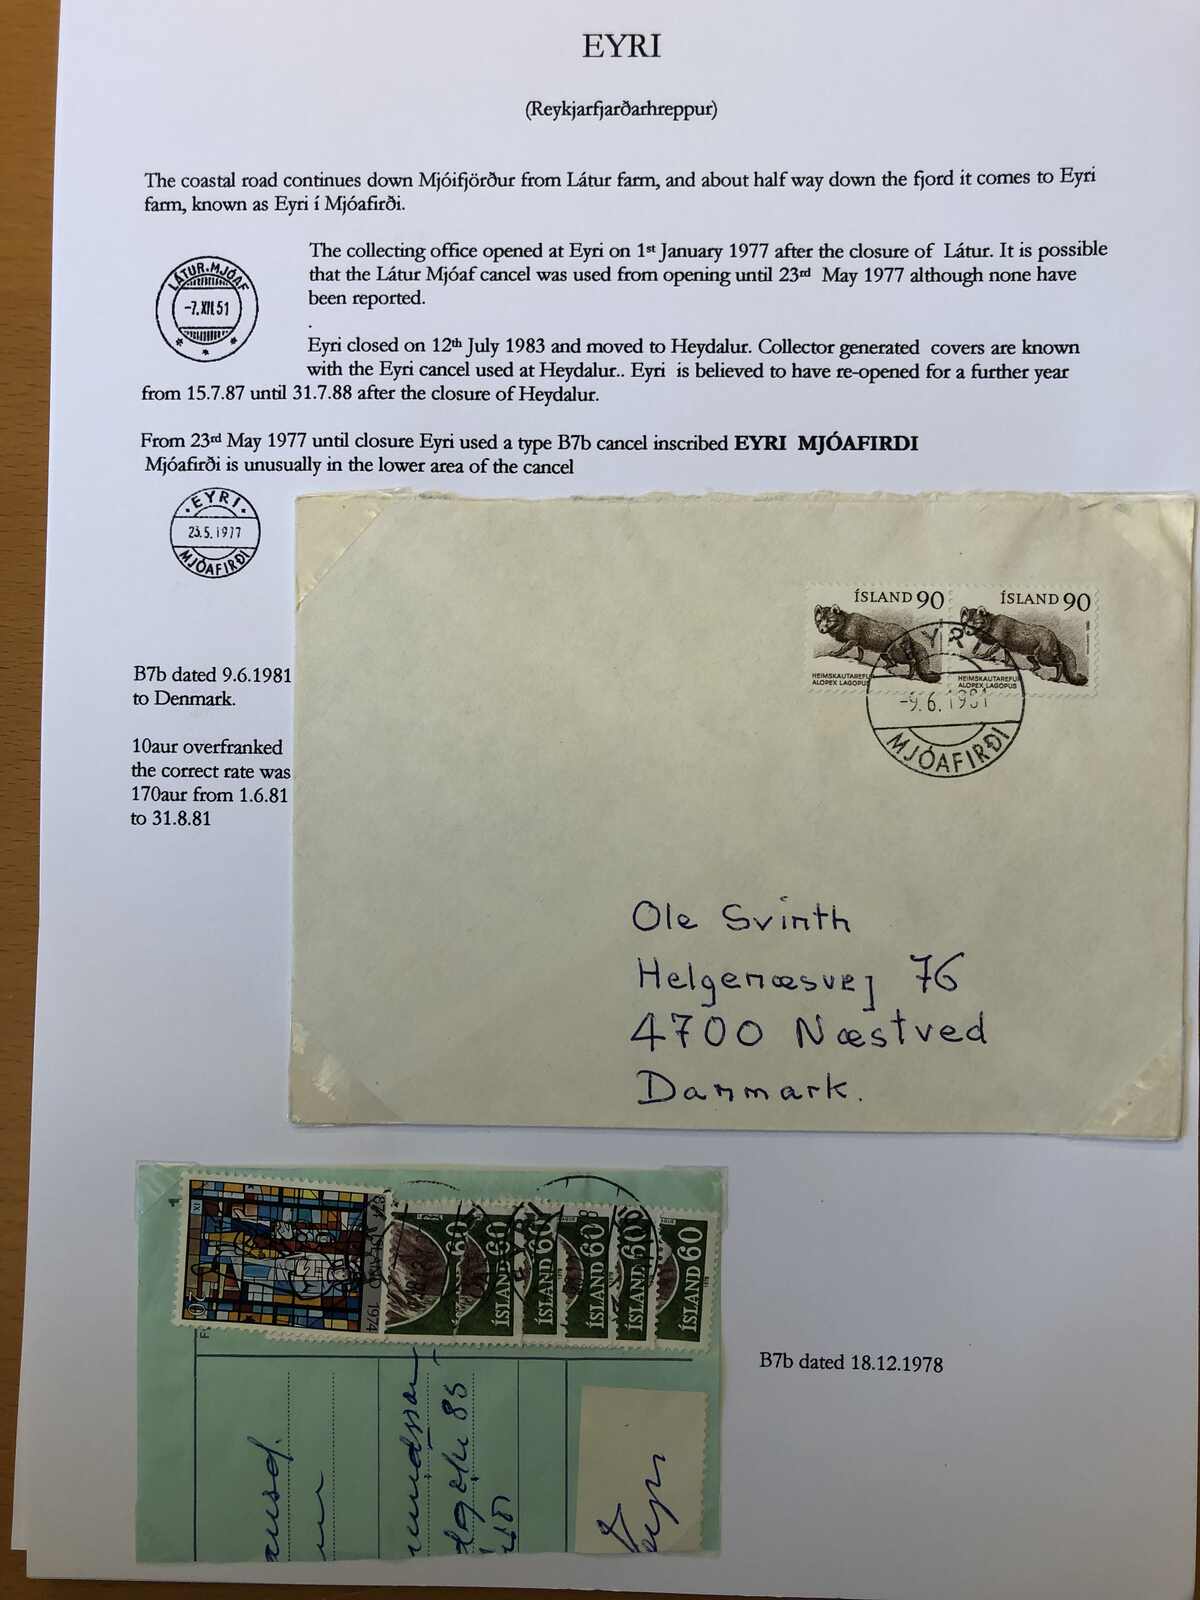 EYRI
(Reykjarfjarðarhreppur)
The coastal road continues down Mjóifjörður from Látur farm, and about half way down the fjord it comes to Eyri
farm, known as Eyri í Mjóafirði.
The collecting office opened at Eyri on 1st January 1977 after the closure of Látur. It is possible
that the Látur Mjóaf cancel was used from opening until 23rd May 1977 although none have
been reported.
.
LÁTUR.MJÓAF
-7.XII.51
Eyri closed on 12th July 1983 and moved to Heydalur. Collector generated covers are known
with the Eyri cancel used at Heydalur.. Eyri is believed to have re-opened for a further year
from 15.7.87 until 31.7.88 after the closure of Heydalur.
From 23rd May 1977 until closure Eyri used a type B7b cancel inscribed EYRI MJÓAFIRDI
Mjóafirði is unusually in the lower area of the cancel
EYRI
23.5.1977
MJÓAFIRÐI
ÍSLAND 90
HEIMSKAUTAREFUR
ALOPEX LAGOPUS
ÍSLAND 90
HEIMSKAUTAREFUR
ALOPEX LAGOPUS
EYRI
-9.6.1981
MJÓAFIRÐI
B7b dated 9.6.1981
to Denmark.
10aur overfranked
the correct rate was
170aur from 1.6.81
to 31.8.81
Ole Svinth
Helgenæsvej 76
4700 Næstved
Danmark.
1
ÍSLAND 1974
60
ÍSLAND 60
ÍSLAND 60
ÍSLAND 60
ÍSLAND 60
ÍSLAND 60
B7b dated 18.12.1978